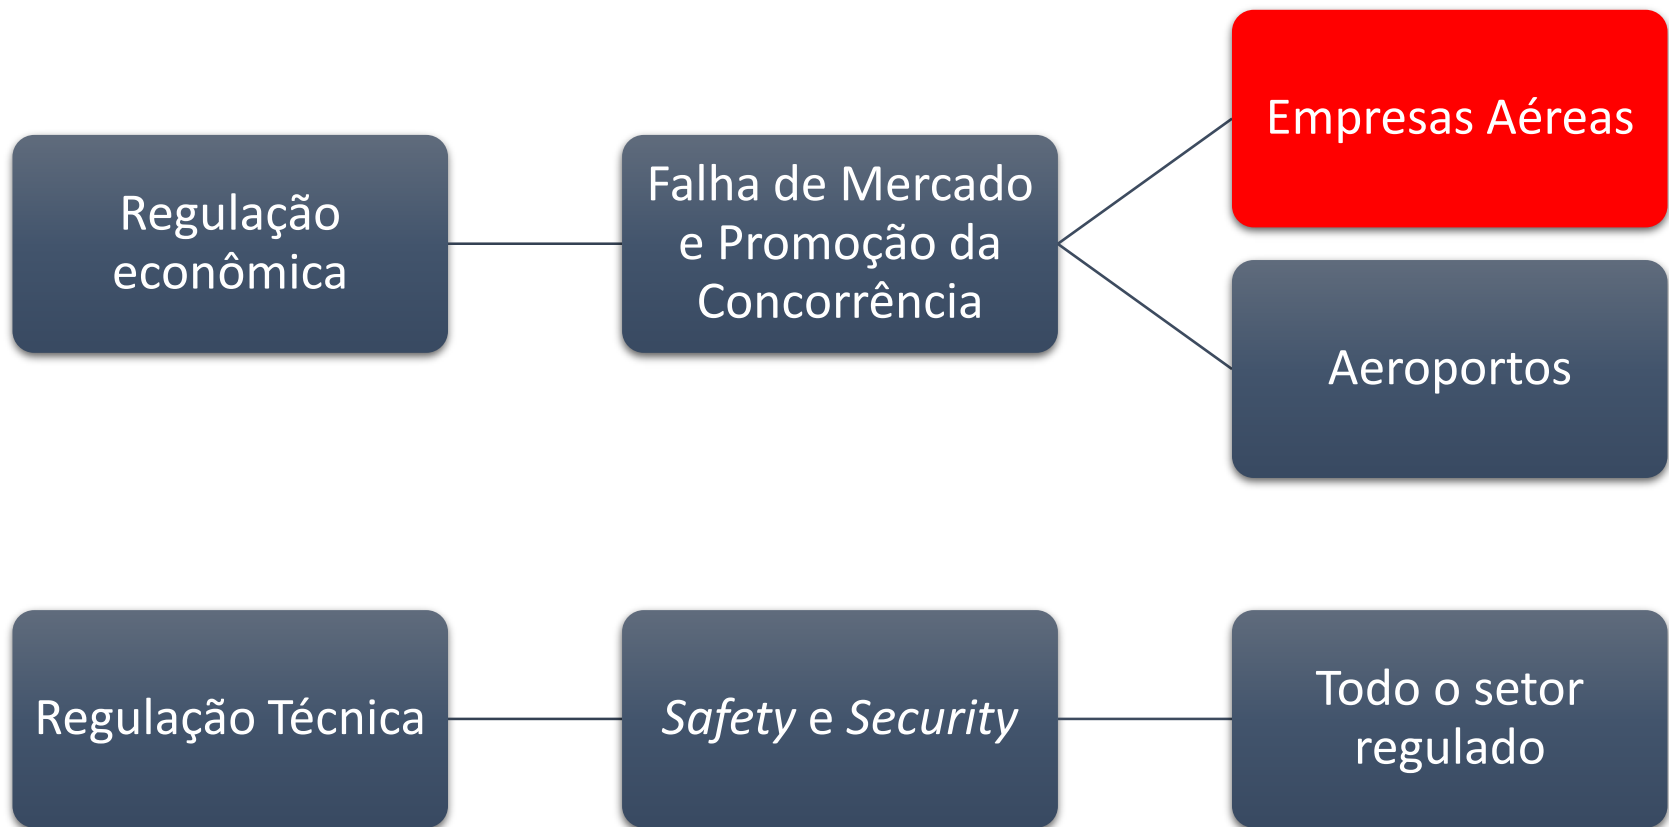 Empresas Aéreas
Regulação
econômica
Falha de Mercado
e Promoção da
Concorrência
Aeroportos
Regulação Técnica
Safety e Security
Todo o setor
regulado